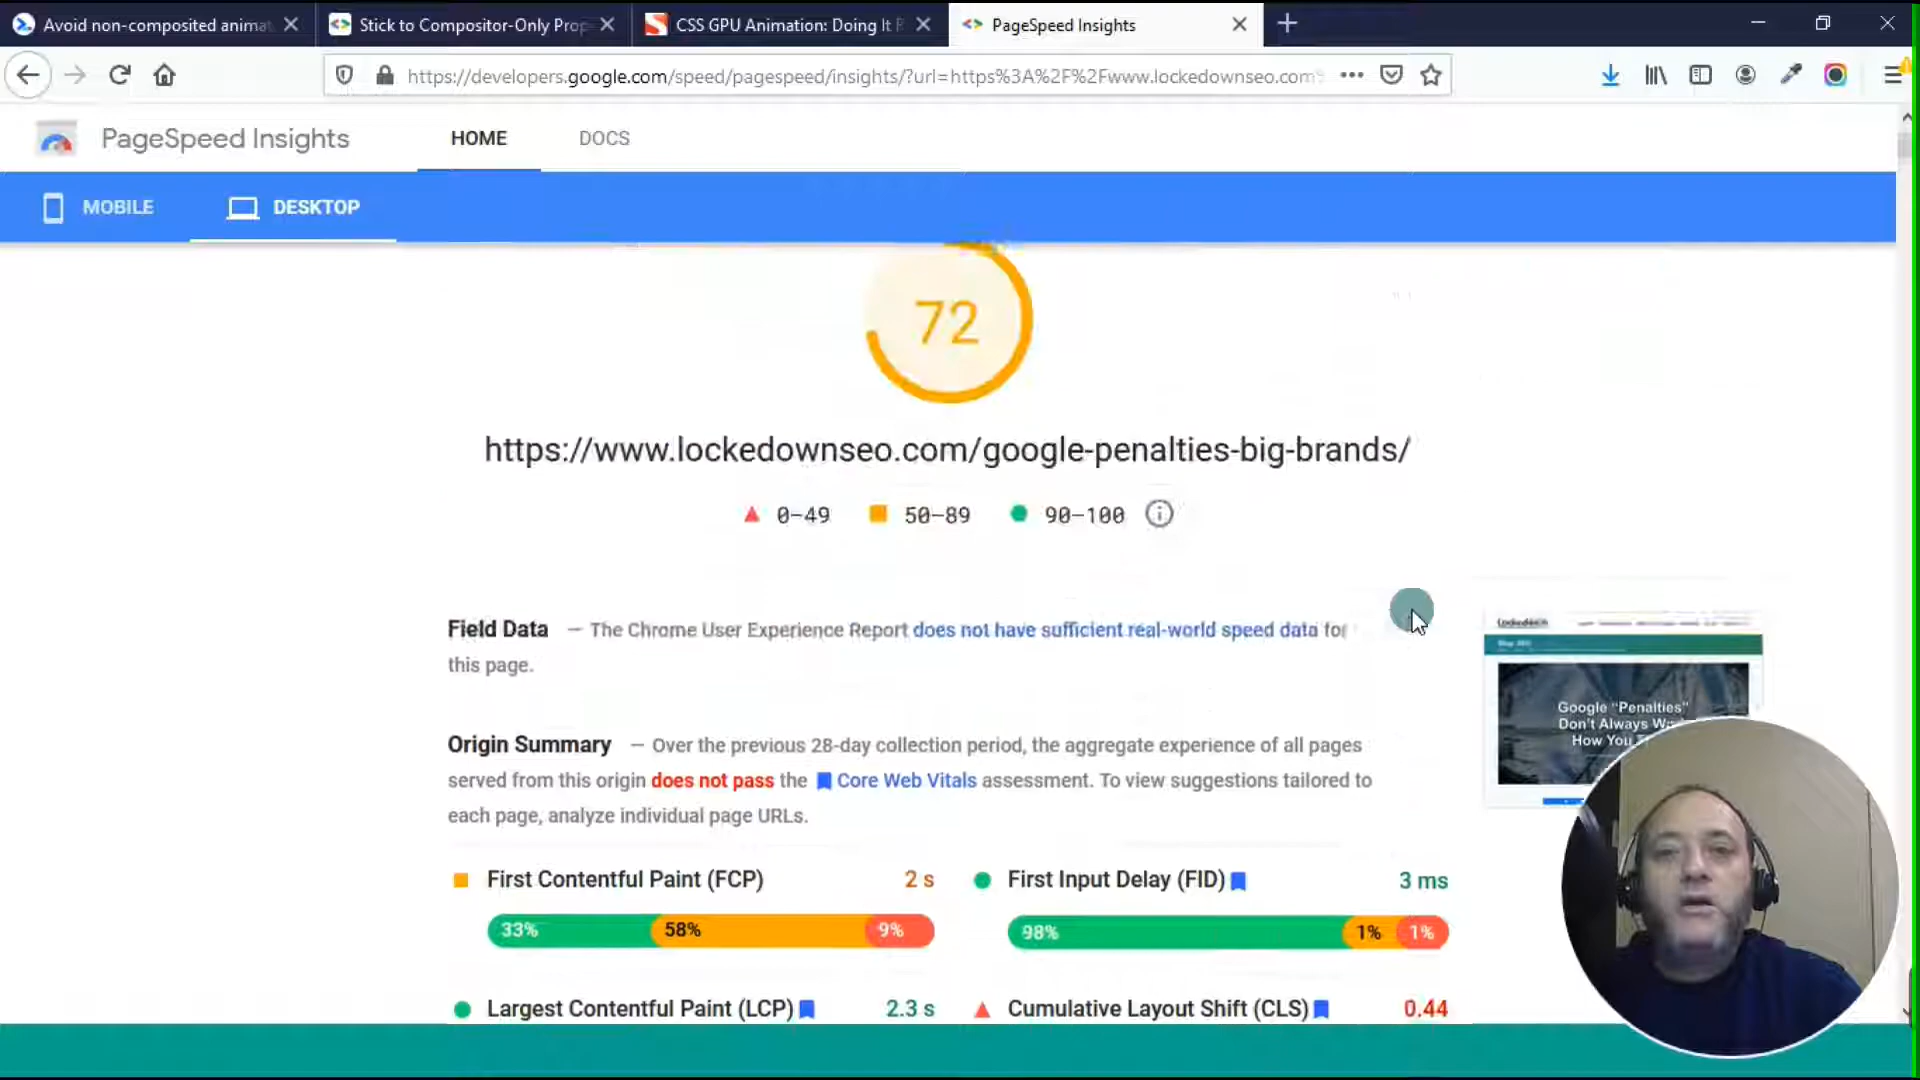 Avoid non-composited animat
Stick to Compositor-Only Prop
CSS GPU Animation: Doing It R
PageSpeed Insights
https://developers.google.com/speed/pagespeed/insights/?url=https%3A%2F%2Fwww.lockedownseo.com%
PageSpeed Insights
HOME
DOCS
MOBILE
DESKTOP
72
https://www.lockedownseo.com/google-penalties-big-brands/
0–49
50–89
90–100
Field Data — The Chrome User Experience Report does not have sufficient real-world speed data for
this page.
Origin Summary — Over the previous 28-day collection period, the aggregate experience of all pages
served from this origin does not pass the Core Web Vitals assessment. To view suggestions tailored to
each page, analyze individual page URLs.
First Contentful Paint (FCP) 2 s
33% 58% 9%
First Input Delay (FID) 3 ms
98% 1% 1%
Largest Contentful Paint (LCP) 2.3 s
Cumulative Layout Shift (CLS) 0.44
Google “Penalties”
Don't Always
How You